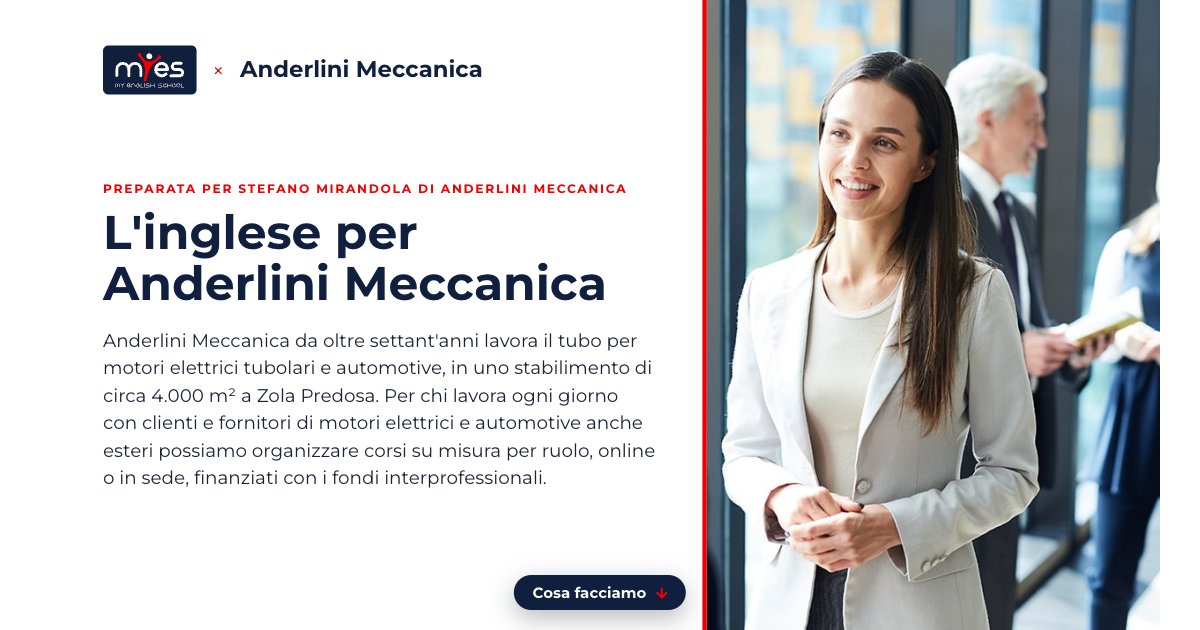 myes
MY ENGLISH SCHOOL
× Anderlini Meccanica
PREPARATA PER STEFANO MIRANDOLA DI ANDERLINI MECCANICA
L'inglese per
Anderlini Meccanica
Anderlini Meccanica da oltre settant'anni lavora il tubo per
motori elettrici tubolari e automotive, in uno stabilimento di
circa 4.000 m² a Zola Predosa. Per chi lavora ogni giorno
con clienti e fornitori di motori elettrici e automotive anche
esteri possiamo organizzare corsi su misura per ruolo, online
o in sede, finanziati con i fondi interprofessionali.
Cosa facciamo ↓